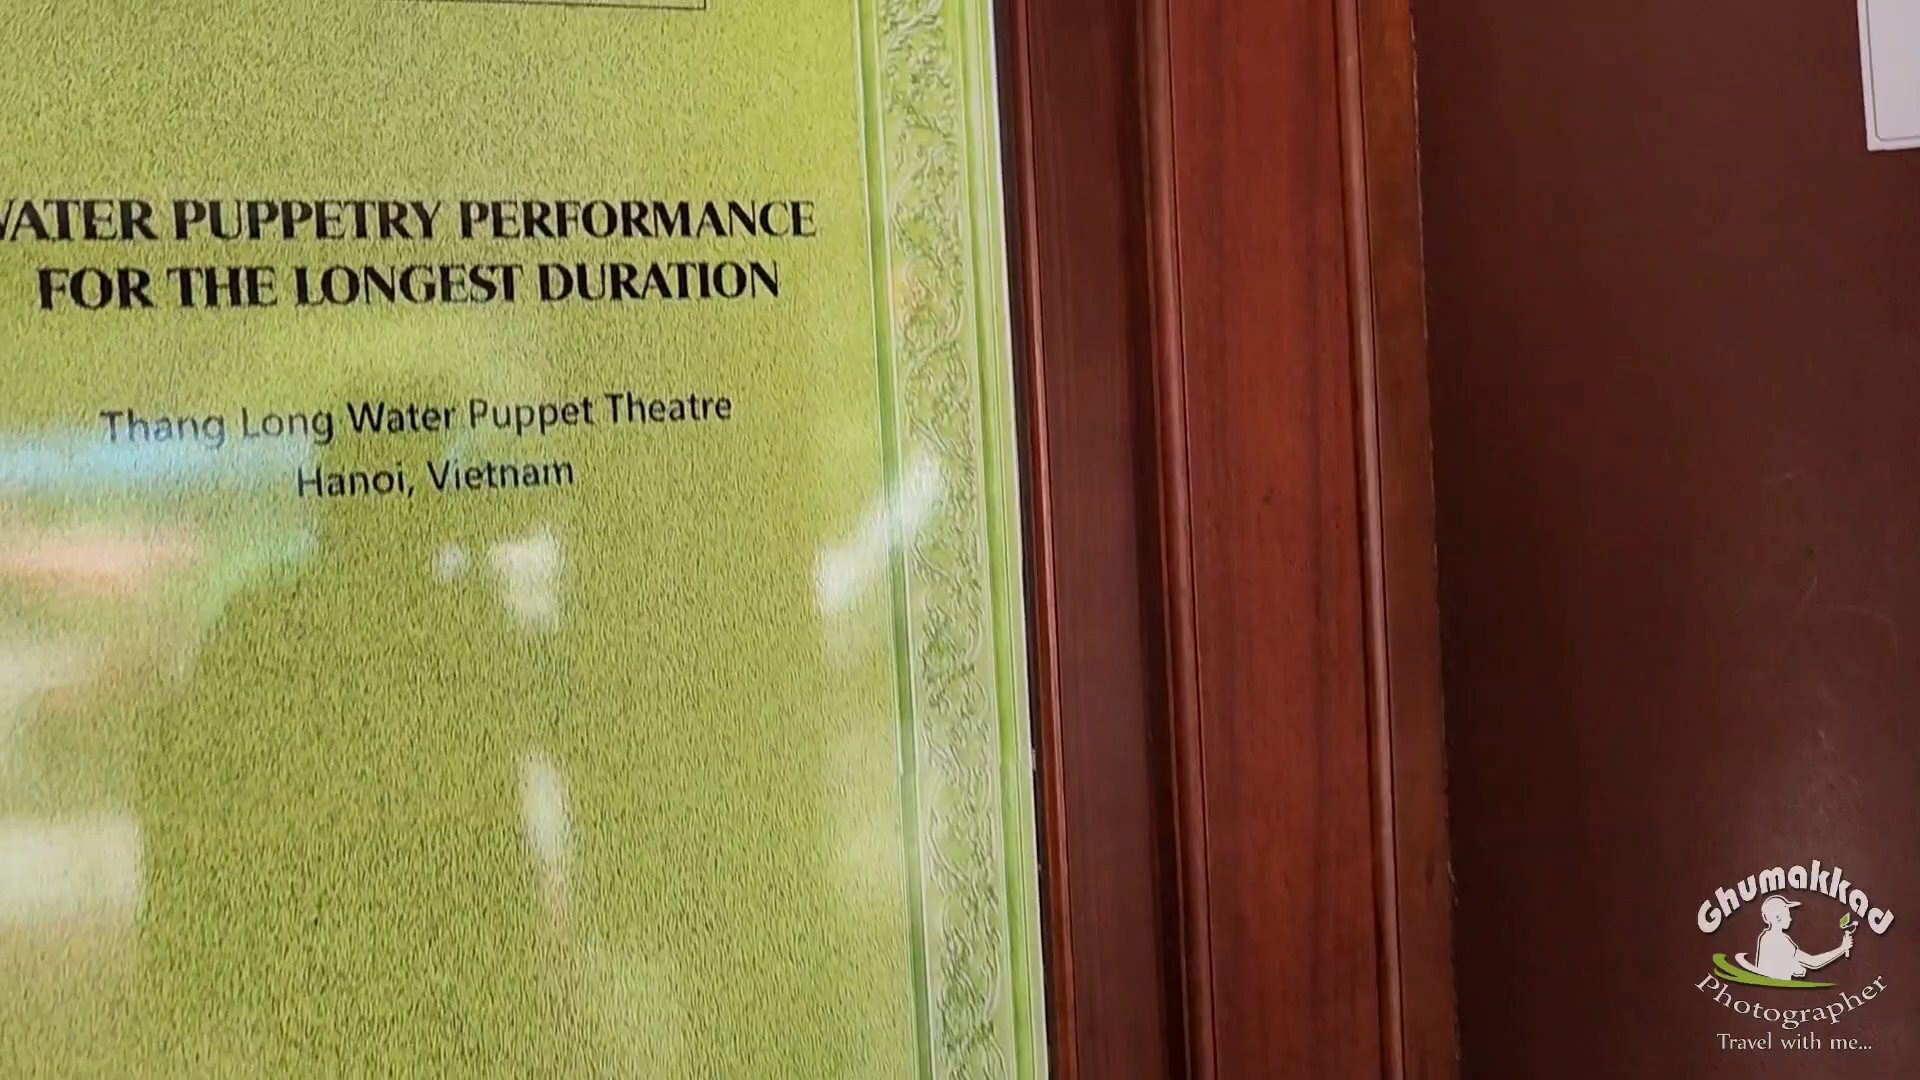 WATER PUPPETRY PERFORMANCE
FOR THE LONGEST DURATION
Thang Long Water Puppet Theatre
Hanoi, Vietnam
Ghumakkad
Photographer
Travel with me...